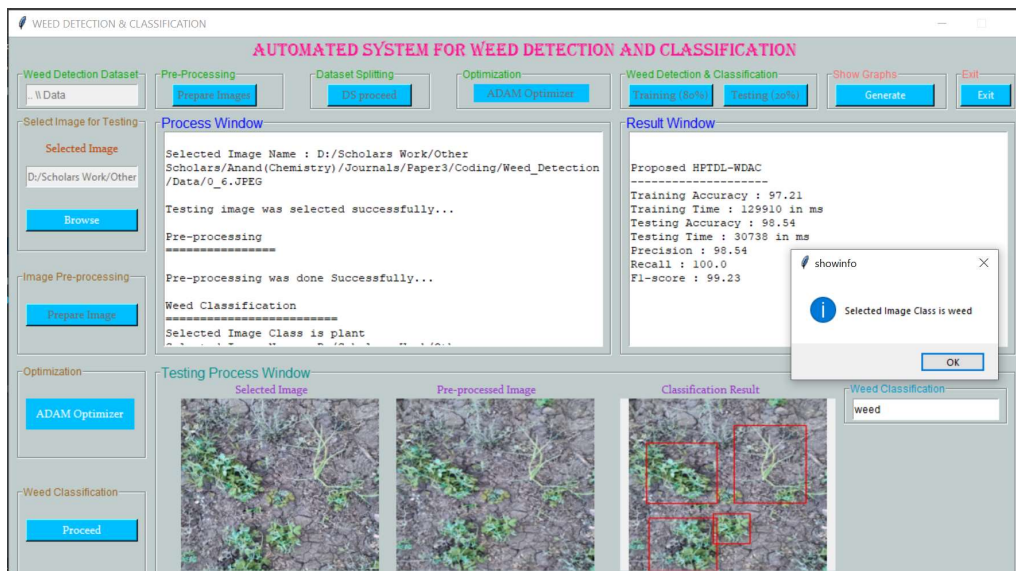 WEED DETECTION & CLASSIFICATION
AUTOMATED SYSTEM FOR WEED DETECTION AND CLASSIFICATION
Weed Detection Dataset
.. \\ Data
Pre-Processing
Prepare Images
Dataset Splitting
DS proceed
Optimization
ADAM Optimizer
Weed Detection & Classification
Training (80%)
Testing (20%)
Show Graphs
Generate
Exit
Exit
Select Image for Testing
Selected Image
D:/Scholars Work/Other
Browse
Image Pre-processing
Prepare Image
Optimization
ADAM Optimizer
Weed Classification
Proceed
Process Window
Selected Image Name : D:/Scholars Work/Other
Scholars/Anand(Chemistry)/Journals/Paper3/Coding/Weed_Detection
/Data/0_6.JPEG
Testing image was selected successfully...
Pre-processing
================
Pre-processing was done Successfully...
Weed Classification
=========================
Selected Image Class is plant
Result Window
Proposed HPTDL-WDAC
--------------------
Training Accuracy : 97.21
Training Time : 129910 in ms
Testing Accuracy : 98.54
Testing Time : 30738 in ms
Precision : 98.54
Recall : 100.0
F1-score : 99.23
showinfo
Selected Image Class is weed
OK
Testing Process Window
Selected Image
Pre-processed Image
Classification Result
Weed Classification
weed